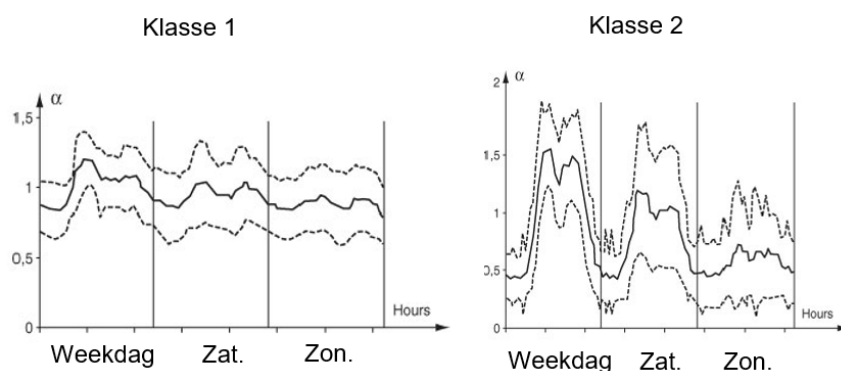 Klasse 1
Klasse 2
α
1,5
1
0,5
0
Hours
Weekdag Zat. Zon.
α
2
1,5
1
0,5
0
Hours
Weekdag Zat. Zon.